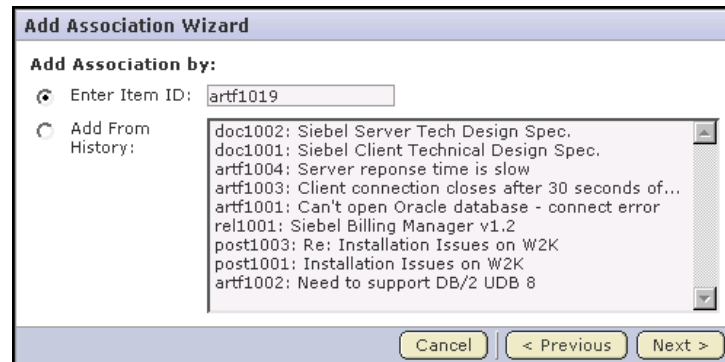 Add Association Wizard
Add Association by:
Enter Item ID: artf1019
Add From History:
doc1002: Siebel Server Tech Design Spec.
doc1001: Siebel Client Technical Design Spec.
artf1004: Server reponse time is slow
artf1003: Client connection closes after 30 seconds of...
artf1001: Can't open Oracle database - connect error
rel1001: Siebel Billing Manager v1.2
post1003: Re: Installation Issues on W2K
post1001: Installation Issues on W2K
artf1002: Need to support DB/2 UDB 8
Cancel < Previous Next >